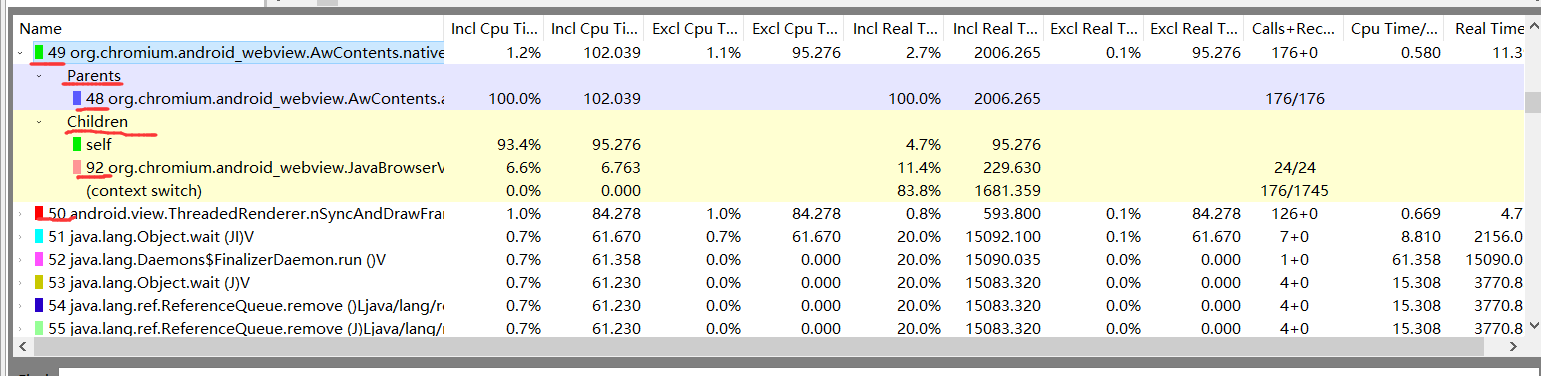 Name Incl Cpu Ti... Incl Cpu Ti... Excl Cpu T... Excl Cpu T... Incl Real T... Incl Real T... Excl Real T... Excl Real T... Calls+Rec... Cpu Time/... Real Time
49 org.chromium.android_webview.AwContents.native 1.2% 102.039 1.1% 95.276 2.7% 2006.265 0.1% 95.276 176+0 0.580 11.3
Parents
48 org.chromium.android_webview.AwContents.a 100.0% 102.039 100.0% 2006.265 176/176
Children
self 93.4% 95.276 4.7% 95.276
92 org.chromium.android_webview.JavaBrowserV 6.6% 6.763 11.4% 229.630 24/24
(context switch) 0.0% 0.000 83.8% 1681.359 176/1745
50 android.view.ThreadedRenderer.nSyncAndDrawFra 1.0% 84.278 1.0% 84.278 0.8% 593.800 0.1% 84.278 126+0 0.669 4.7
51 java.lang.Object.wait (JI)V 0.7% 61.670 0.7% 61.670 20.0% 15092.100 0.1% 61.670 7+0 8.810 2156.0
52 java.lang.Daemons$FinalizerDaemon.run ()V 0.7% 61.358 0.0% 0.000 20.0% 15090.035 0.0% 0.000 1+0 61.358 15090.0
53 java.lang.Object.wait (J)V 0.7% 61.230 0.0% 0.000 20.0% 15083.320 0.0% 0.000 4+0 15.308 3770.8
54 java.lang.ref.ReferenceQueue.remove ()Ljava/lang/r 0.7% 61.230 0.0% 0.000 20.0% 15083.320 0.0% 0.000 4+0 15.308 3770.8
55 java.lang.ref.ReferenceQueue.remove (J)Ljava/lang/r 0.7% 61.230 0.0% 0.000 20.0% 15083.320 0.0% 0.000 4+0 15.308 3770.8